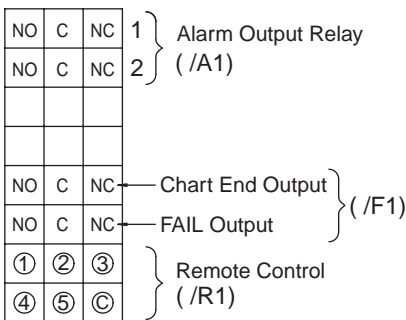 NO C NC 1 Alarm Output Relay
NO C NC 2 ( /A1)
NO C NC Chart End Output
( /F1)
NO C NC FAIL Output
① ② ③ Remote Control
④ ⑤ Ⓒ ( /R1)